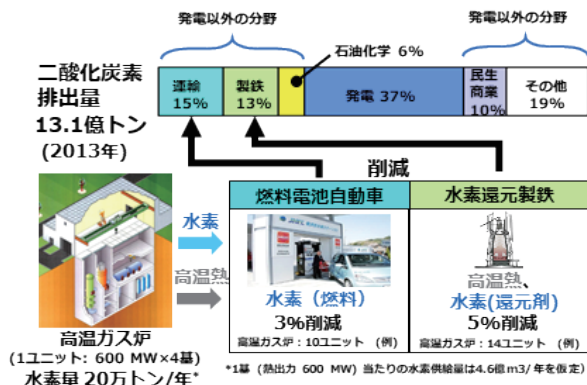 発電以外の分野
発電以外の分野
石油化学 6%
二酸化炭素
排出量
13.1億トン
(2013年)
運輸
15%
製鉄
13%
発電 37%
民生
商業
10%
その他
19%
削減
燃料電池自動車
水素還元製鉄
水素
高温熱
水素（燃料）
3%削減
高温ガス炉：10ユニット （例）
高温熱、
水素(還元剤)
5%削減
高温ガス炉：14ユニット （例）
高温ガス炉
(1ユニット: 600 MW×4基)
水素量 20万トン/年*
*1基 (熱出力 600 MW) 当たりの水素供給量は4.6億m3/年を仮定)